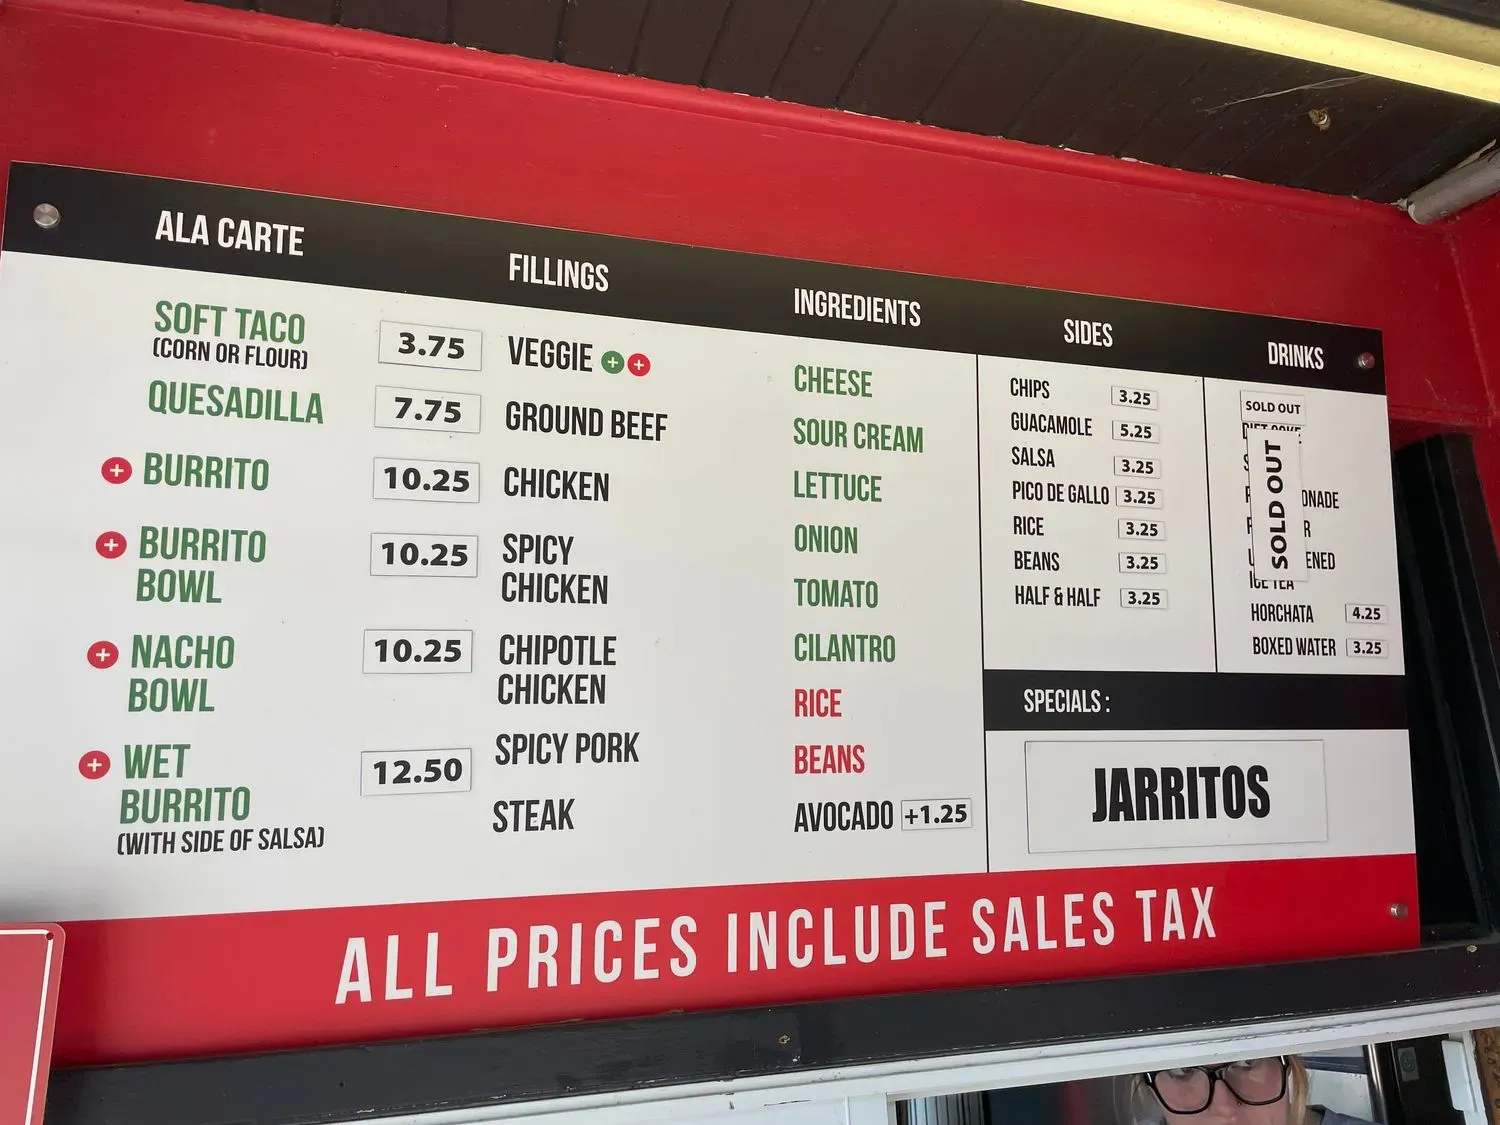 ALA CARTE
SOFT TACO 3.75
(CORN OR FLOUR)
QUESADILLA 7.75
+ BURRITO 10.25
+ BURRITO 10.25
BOWL
+ NACHO 10.25
BOWL
+ WET 12.50
BURRITO
(WITH SIDE OF SALSA)
FILLINGS
VEGGIE + +
GROUND BEEF
CHICKEN
SPICY
CHICKEN
CHIPOTLE
CHICKEN
SPICY PORK
STEAK
INGREDIENTS
CHEESE
SOUR CREAM
LETTUCE
ONION
TOMATO
CILANTRO
RICE
BEANS
AVOCADO +1.25
SIDES
CHIPS 3.25
GUACAMOLE 5.25
SALSA 3.25
PICO DE GALLO 3.25
RICE 3.25
BEANS 3.25
HALF & HALF 3.25
DRINKS
SOLD OUT
SOLD OUT
ICE TEA
HORCHATA 4.25
BOXED WATER 3.25
SPECIALS :
JARRITOS
ALL PRICES INCLUDE SALES TAX